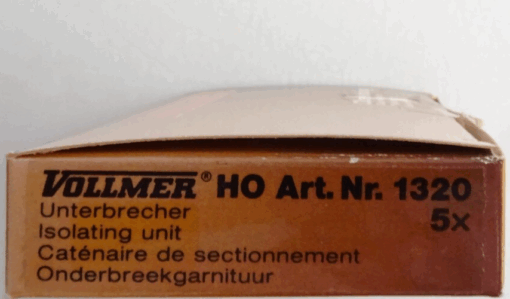 VOLLMER® HO Art. Nr. 1320
Unterbrecher 5x
Isolating unit
Caténaire de sectionnement
Onderbreekgarnituur